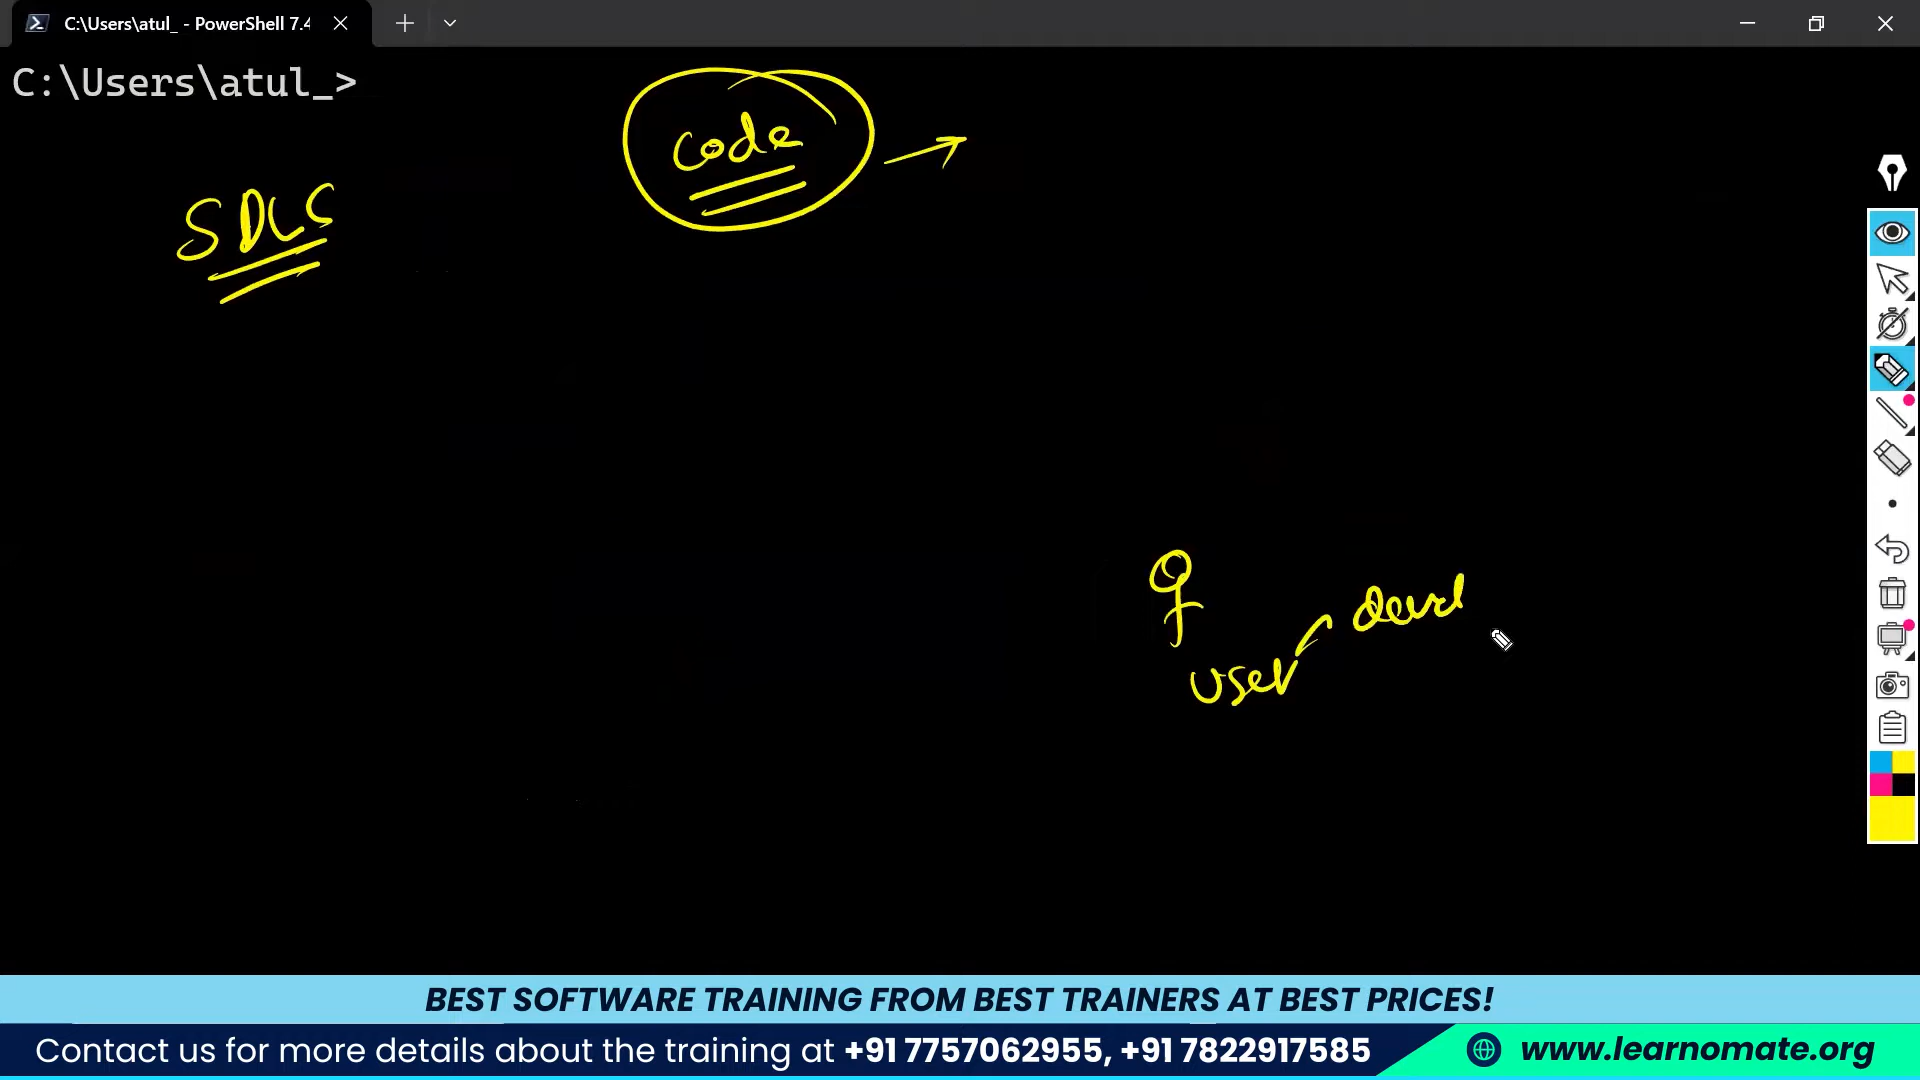 C:\Users\atul_ - PowerShell 7.4
C:\Users\atul_>
code
SDLC
user
BEST SOFTWARE TRAINING FROM BEST TRAINERS AT BEST PRICES!
Contact us for more details about the training at +91 7757062955, +91 7822917585
www.learnomate.org